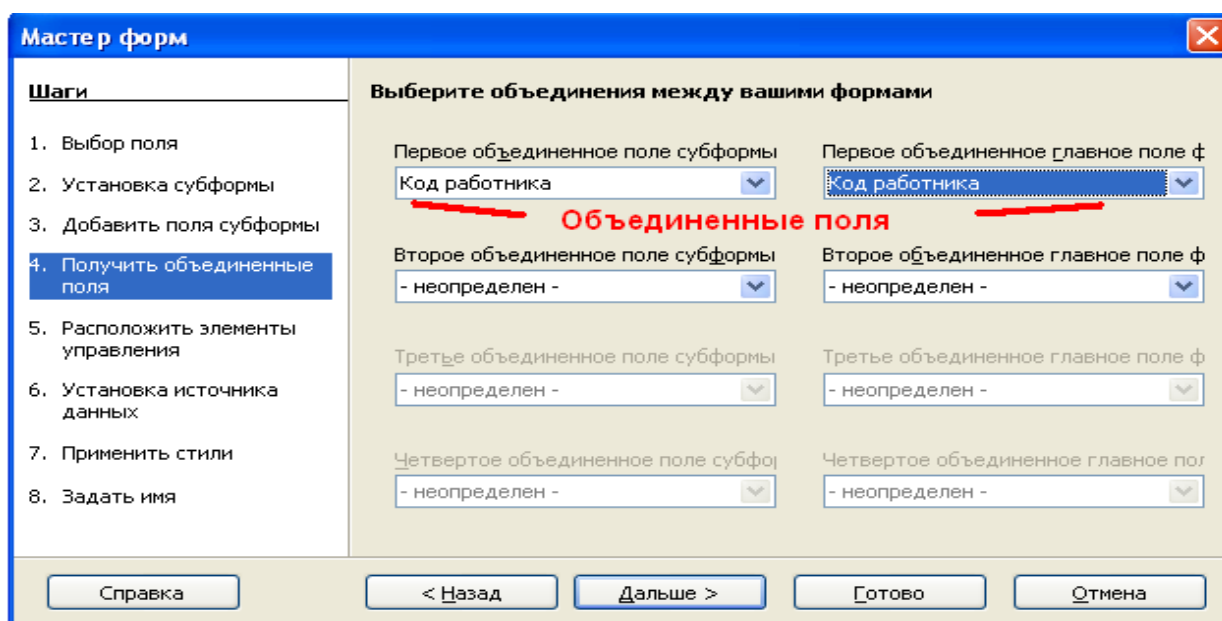 Мастер форм
Шаги
1. Выбор поля
2. Установка субформы
3. Добавить поля субформы
4. Получить объединенные
поля
5. Расположить элементы
управления
6. Установка источника
данных
7. Применить стили
8. Задать имя
Выберите объединения между вашими формами
Первое объединенное поле субформы
Первое объединенное главное поле ф
Код работника
Код работника
Объединенные поля
Второе объединенное поле субформы
Второе объединенное главное поле ф
- неопределен -
- неопределен -
Третье объединенное поле субформы
Третье объединенное главное поле ф
- неопределен -
- неопределен -
Четвертое объединенное поле субфор
Четвертое объединенное главное пол
- неопределен -
- неопределен -
Справка
< Назад
Дальше >
Готово
Отмена